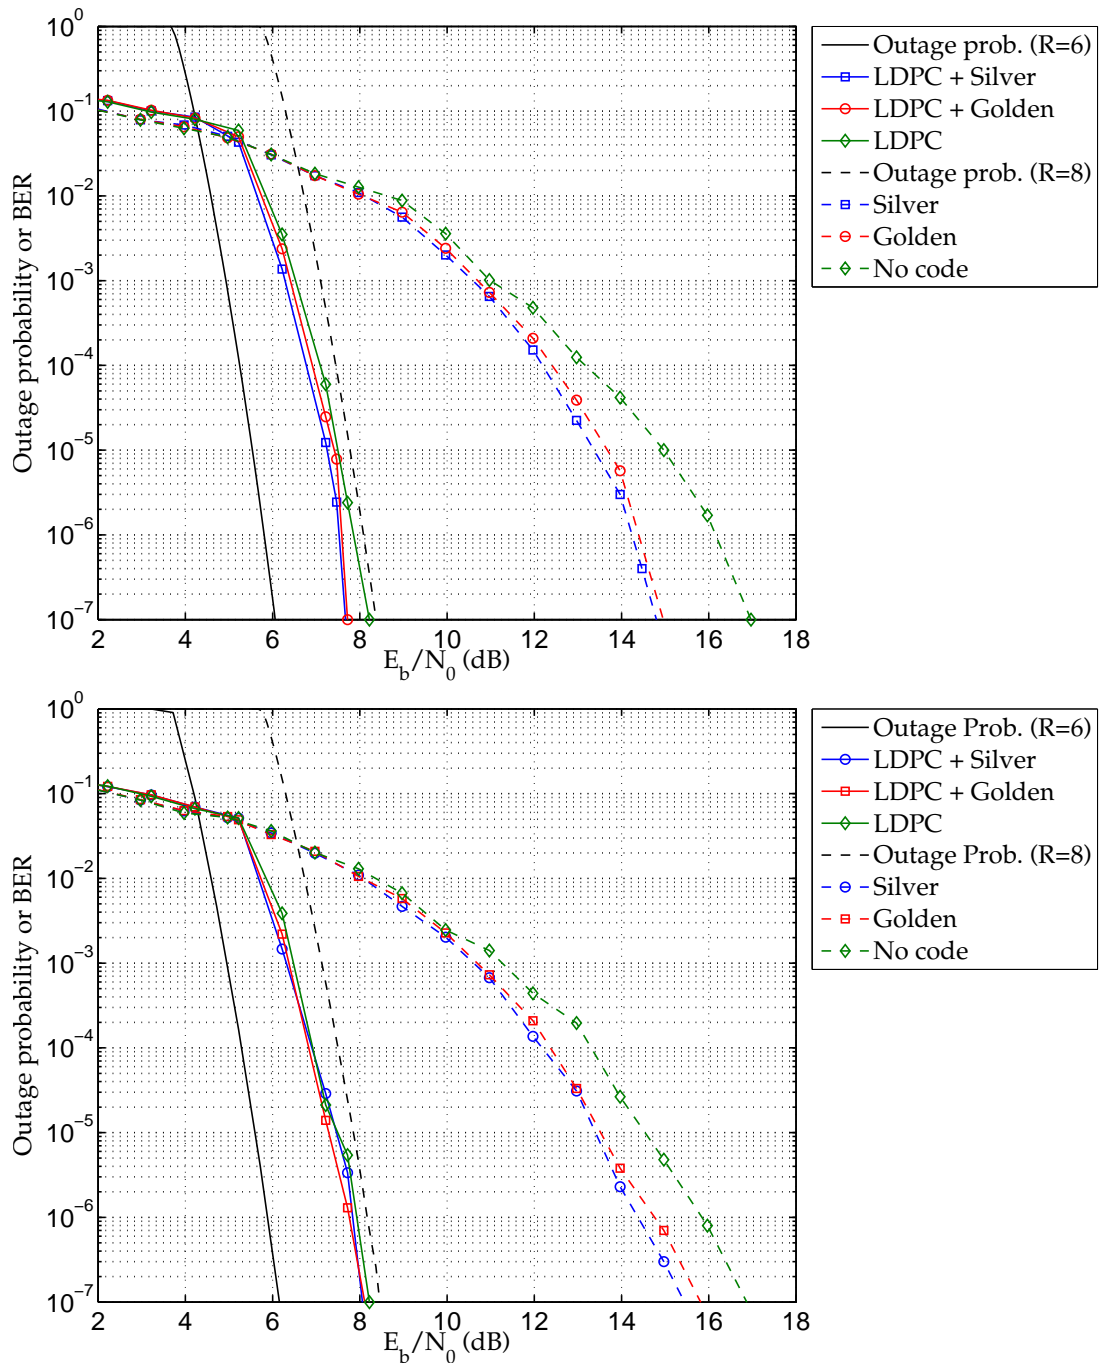 10^0
10^-1
10^-2
10^-3
10^-4
10^-5
10^-6
10^-7
Outage probability or BER
2 4 6 8 10 12 14 16 18
E_b/N_0 (dB)
Outage prob. (R=6)
LDPC + Silver
LDPC + Golden
LDPC
Outage prob. (R=8)
Silver
Golden
No code
10^0
10^-1
10^-2
10^-3
10^-4
10^-5
10^-6
10^-7
Outage probability or BER
2 4 6 8 10 12 14 16 18
E_b/N_0 (dB)
Outage Prob. (R=6)
LDPC + Silver
LDPC + Golden
LDPC
Outage Prob. (R=8)
Silver
Golden
No code